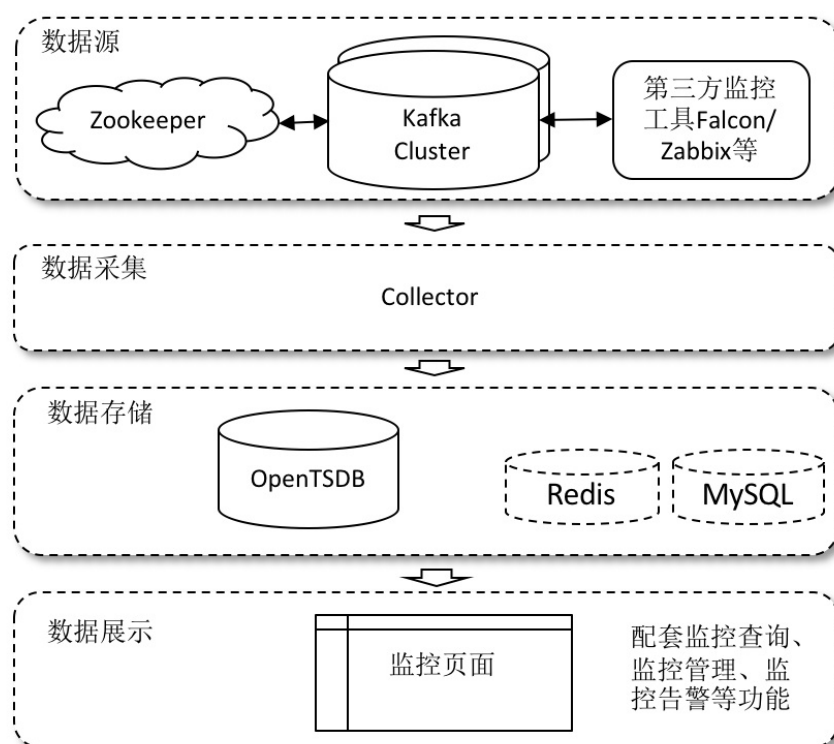 数据源
Zookeeper
Kafka
Cluster
第三方监控
工具Falcon/
Zabbix等
数据采集
Collector
数据存储
OpenTSDB
Redis
MySQL
数据展示
监控页面
配套监控查询、
监控管理、监
控告警等功能